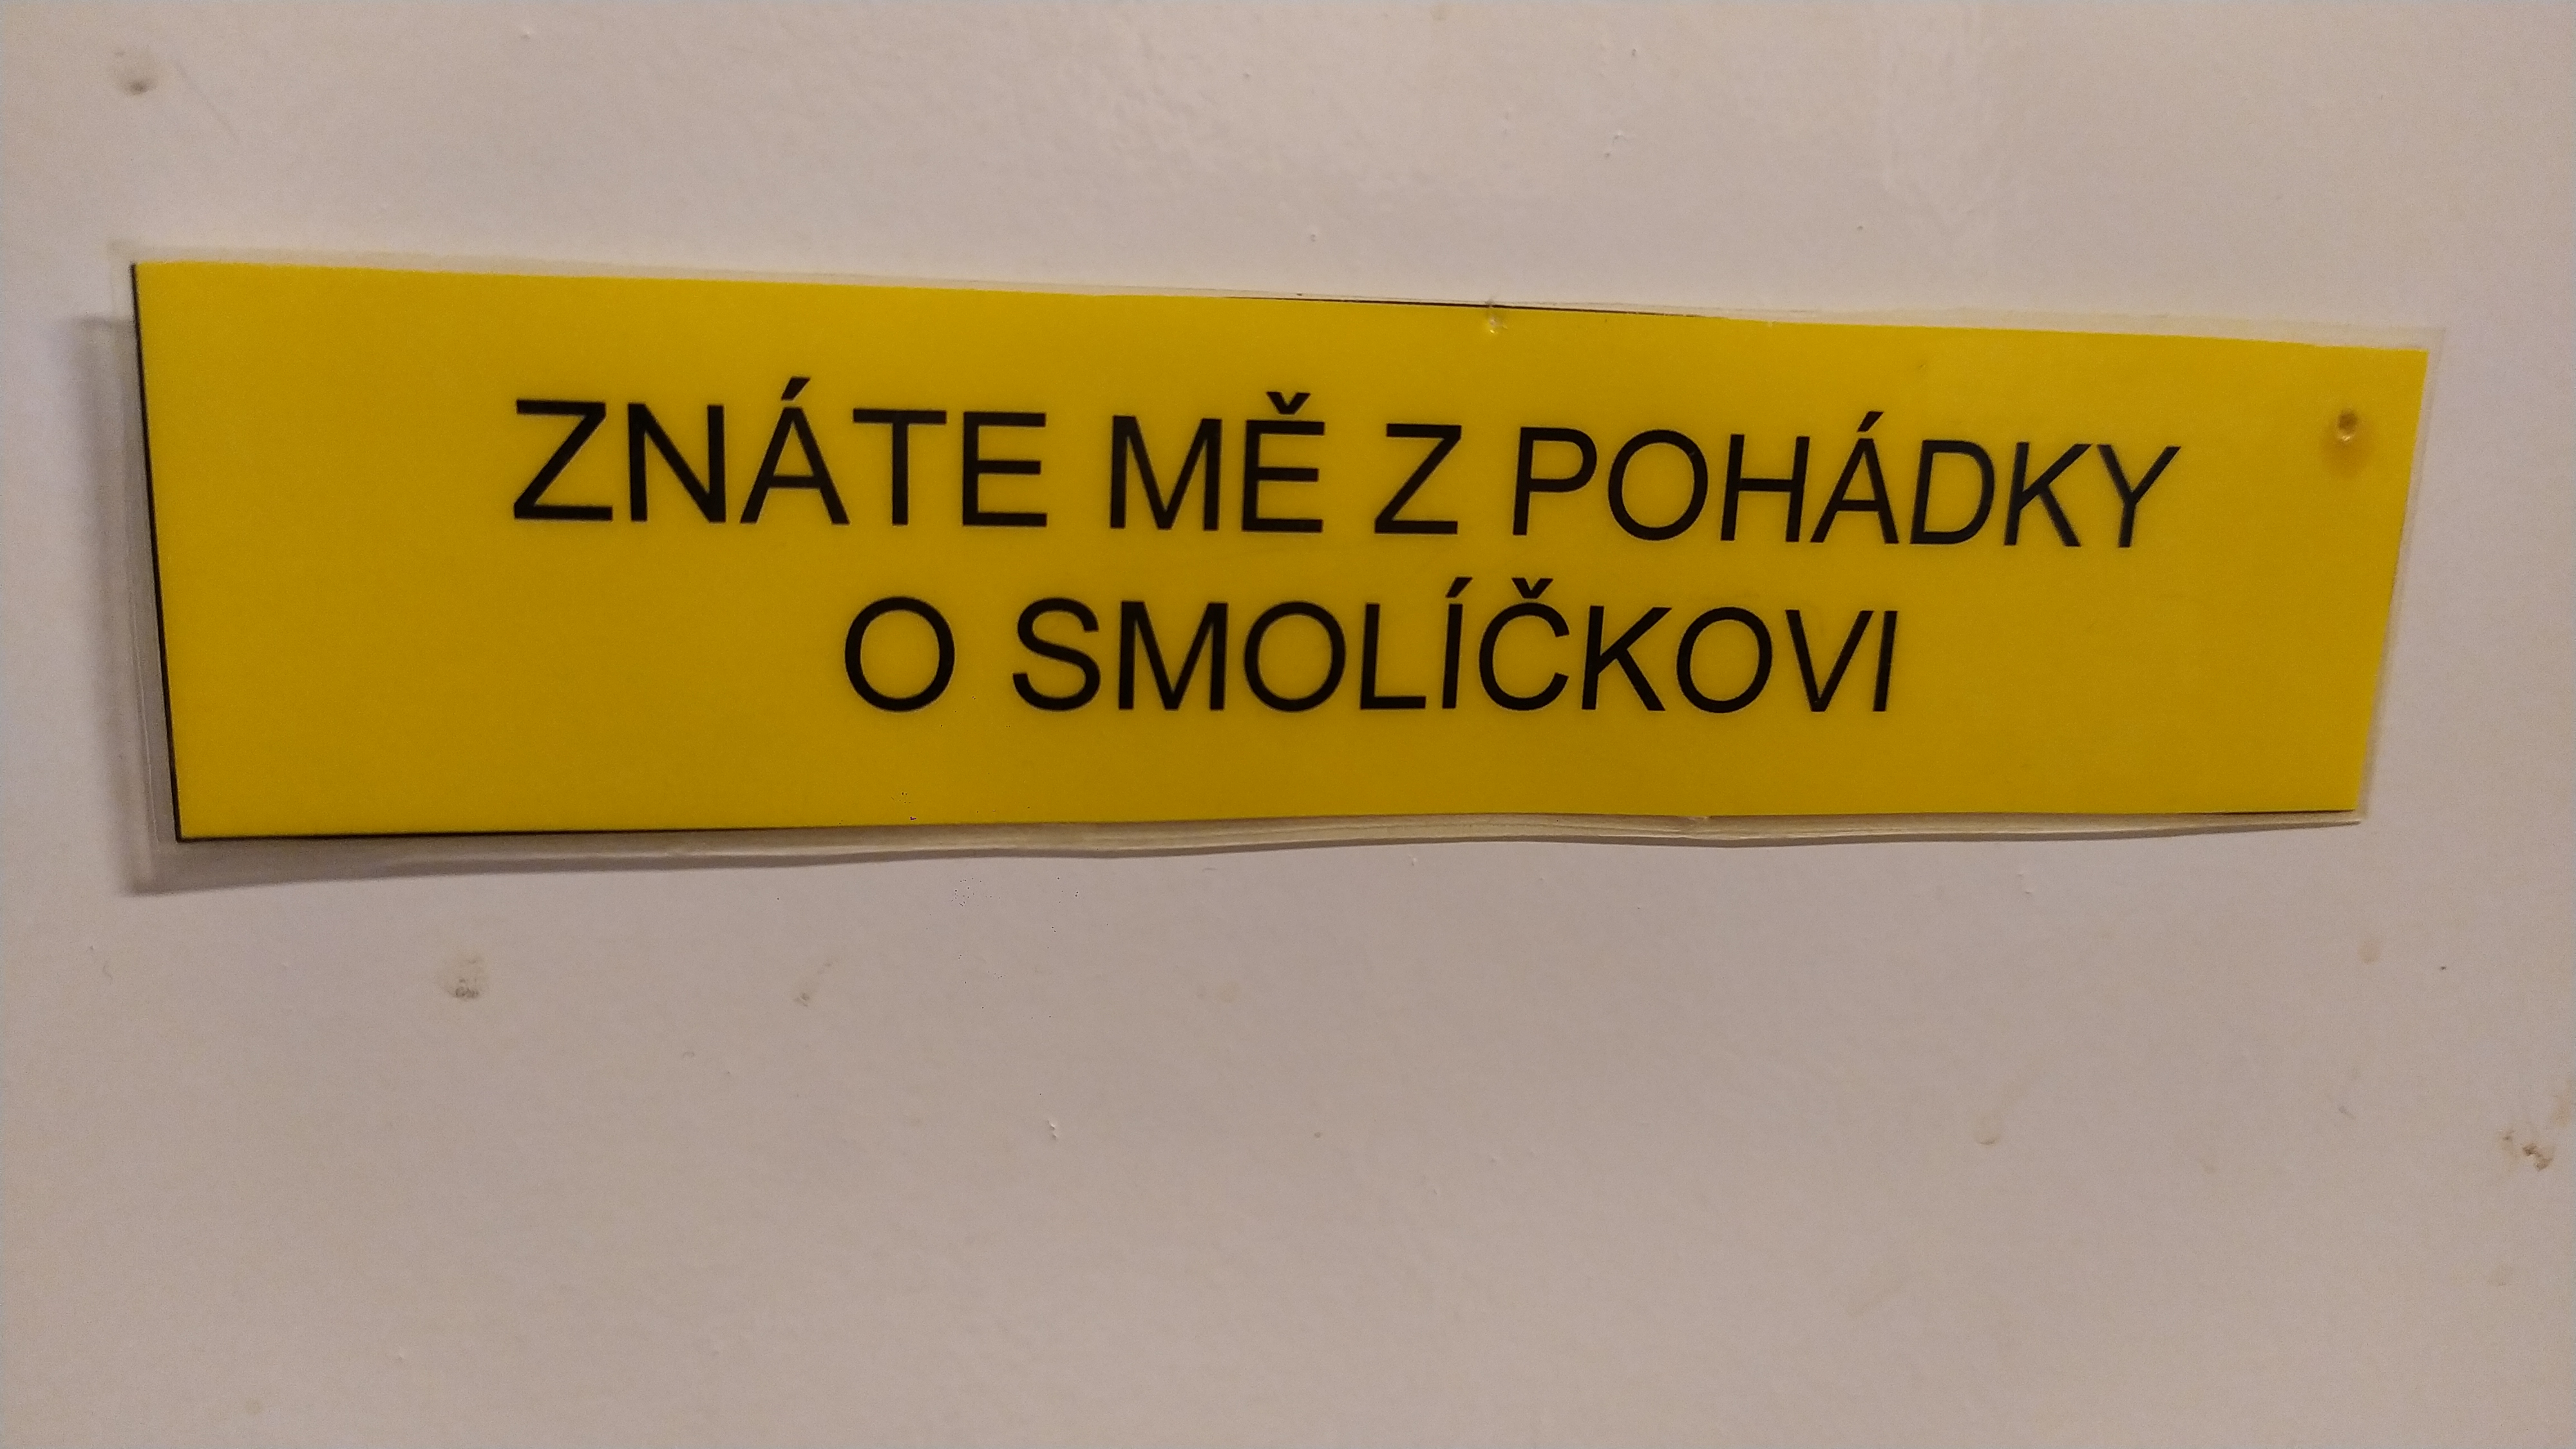 ZNÁTE MĚ Z POHÁDKY
O SMOLÍČKOVI